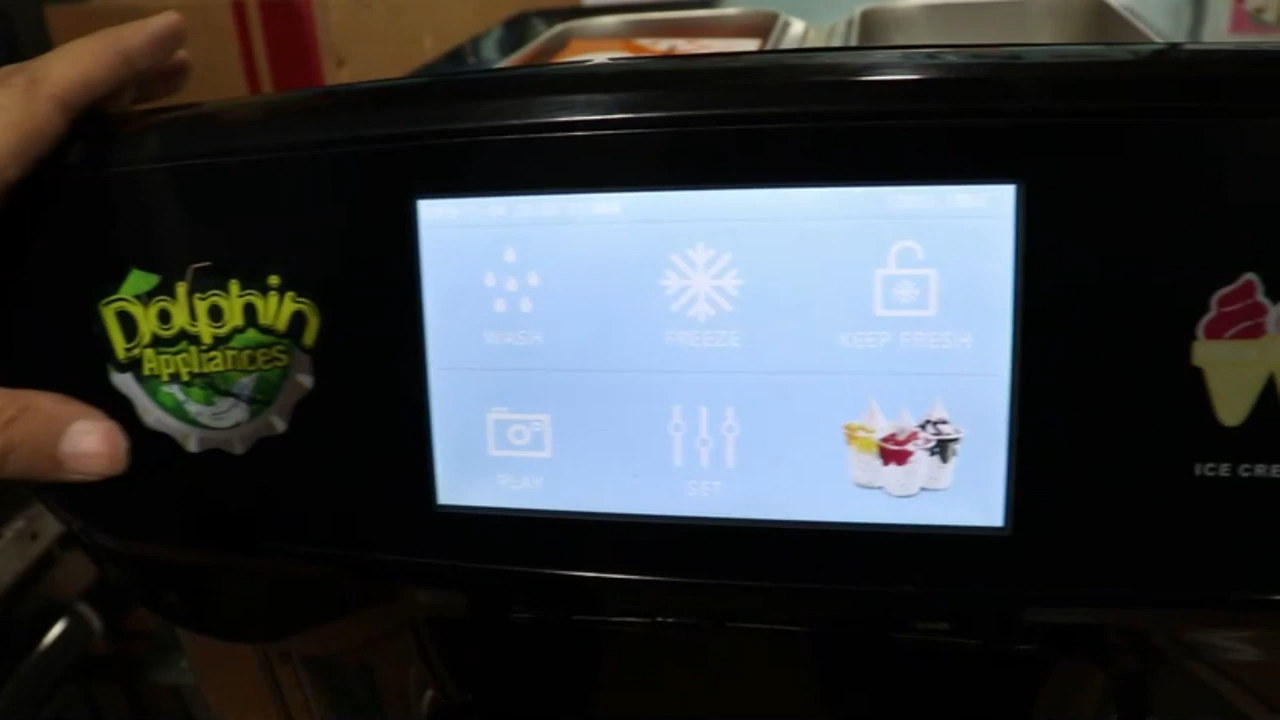 Dolphin
Appliances
WASH
FREEZE
KEEP FRESH
PLAY
SET
ICE CRE